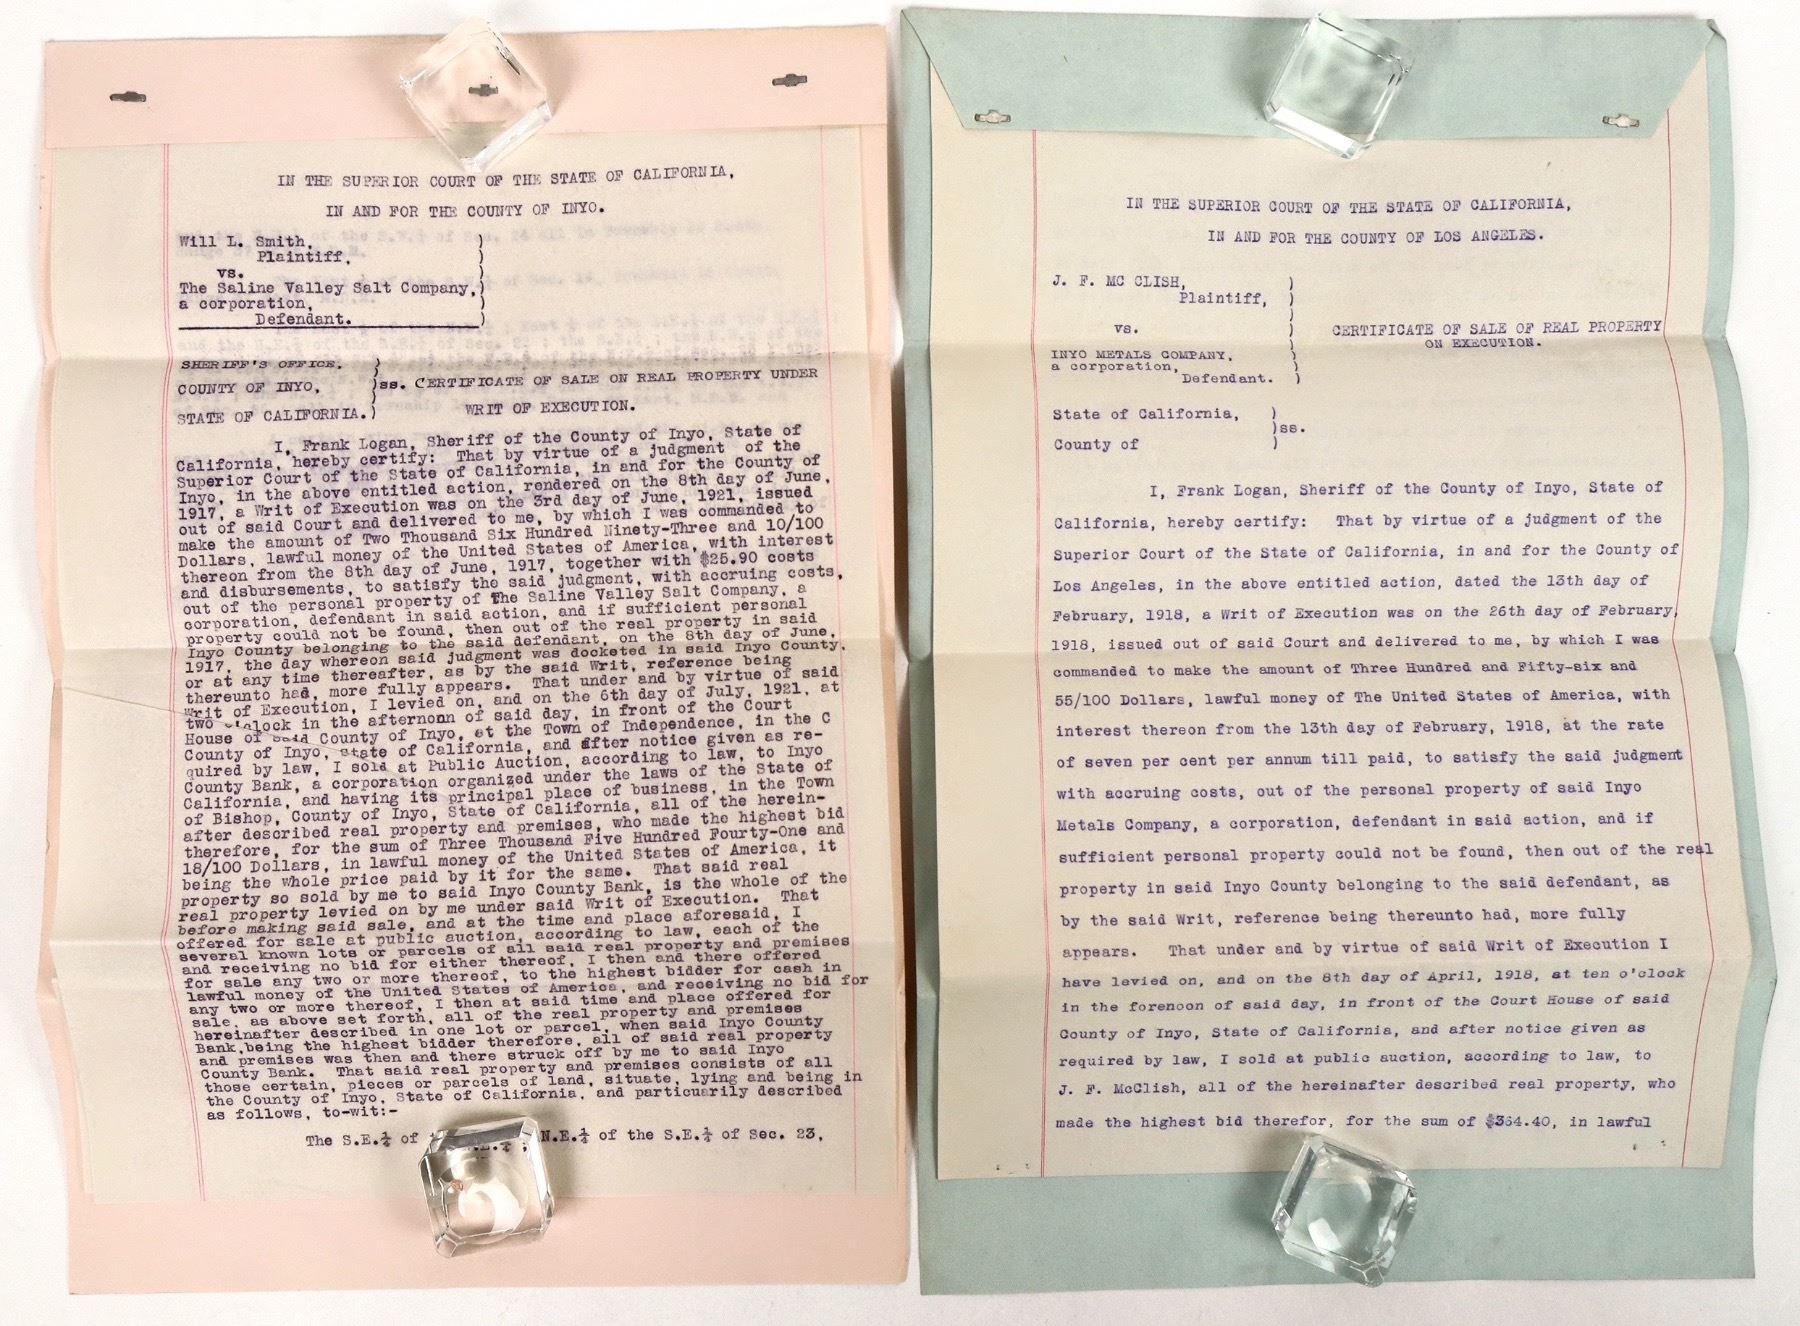 IN THE SUPERIOR COURT OF THE STATE OF CALIFORNIA,
IN AND FOR THE COUNTY OF INYO.
Will L. Smith,
Plaintiff,
vs.
The Saline Valley Salt Company,
a corporation,
Defendant.
SHERIFF'S OFFICE,
COUNTY OF INYO, ss. CERTIFICATE OF SALE ON REAL PROPERTY UNDER
STATE OF CALIFORNIA.) WRIT OF EXECUTION.
I, Frank Logan, Sheriff of the County of Inyo, State of
California, hereby certify: That by virtue of a judgment of the
Superior Court of the State of California, in and for the County of
Inyo, in the above entitled action, rendered on the 8th day of June,
1917, a Writ of Execution was on the 3rd day of June, 1921, issued
out of said Court and delivered to me, by which I was commanded to
make the amount of Two Thousand Six Hundred Ninety-Three and 10/100
Dollars, lawful money of the United States of America, with interest
thereon from the 8th day of June, 1917, together with $25.90 costs
and disbursements, to satisfy the said judgment, with accruing costs,
out of the personal property of The Saline Valley Salt Company, a
corporation, defendant in said action, and if sufficient personal
property could not be found, then out of the real property in said
Inyo County belonging to the said defendant, on the 8th day of June,
1917, the day whereon said judgment was docketed in said Inyo County,
or at any time thereafter, as by the said Writ, reference being
thereunto had, more fully appears. That under and by virtue of said
Writ of Execution, I levied on, and on the 6th day of July, 1921, at
two o'clock in the afternoon of said day, in front of the Court
House of said County of Inyo, at the Town of Independence, in the C
County of Inyo, state of California, and after notice given as re-
quired by law, I sold at Public Auction, according to law, to Inyo
County Bank, a corporation organized under the laws of the State of
California, and having its principal place of business, in the Town
of Bishop, County of Inyo, State of California, all of the herein-
after described real property and premises, who made the highest bid
therefore, for the sum of Three Thousand Five Hundred Fourty-One and
18/100 Dollars, in lawful money of the United States of America, it
being the whole price paid by it for the same. That said real
property so sold by me to said Inyo County Bank, is the whole of the
real property levied on by me under said Writ of Execution. That
before making said sale, and at the time and place aforesaid, I
offered for sale at public auction, according to law, each of the
several known lots or parcels of all said real property and premises
and receiving no bid for either thereof, I then and there offered
for sale any two or more thereof, to the highest bidder for cash in
lawful money of the United States of America, and receiving no bid for
any two or more thereof, I then at said time and place offered for
sale, as above set forth, all of the real property and premises
hereinafter described in one lot or parcel, when said Inyo County
Bank,being the highest bidder therefore, all of said real property
and premises was then and there struck off by me to said Inyo
County Bank. That said real property and premises consists of all
those certain, pieces or parcels of land, situate, lying and being in
the County of Inyo, State of California, and particuarily described
as follows, to-wit:-
The S.E.¼ of N.E.¼ of the S.E.¼ of Sec. 23,
IN THE SUPERIOR COURT OF THE STATE OF CALIFORNIA,
IN AND FOR THE COUNTY OF LOS ANGELES.
J. F. MC CLISH,
Plaintiff,
vs.
CERTIFICATE OF SALE OF REAL PROPERTY
ON EXECUTION.
INYO METALS COMPANY,
a corporation,
Defendant.
State of California, )
)ss.
County of )
I, Frank Logan, Sheriff of the County of Inyo, State of
California, hereby certify: That by virtue of a judgment of the
Superior Court of the State of California, in and for the County of
Los Angeles, in the above entitled action, dated the 13th day of
February, 1918, a Writ of Execution was on the 26th day of February,
1918, issued out of said Court and delivered to me, by which I was
commanded to make the amount of Three Hundred and Fifty-six and
55/100 Dollars, lawful money of The United States of America, with
interest thereon from the 13th day of February, 1918, at the rate
of seven per cent per annum till paid, to satisfy the said judgment
with accruing costs, out of the personal property of said Inyo
Metals Company, a corporation, defendant in said action, and if
sufficient personal property could not be found, then out of the real
property in said Inyo County belonging to the said defendant, as
by the said Writ, reference being thereunto had, more fully
appears. That under and by virtue of said Writ of Execution I
have levied on, and on the 8th day of April, 1918, at ten o'clock
in the forenoon of said day, in front of the Court House of said
County of Inyo, State of California, and after notice given as
required by law, I sold at public auction, according to law, to
J. F. McClish, all of the hereinafter described real property, who
made the highest bid therefor, for the sum of $364.40, in lawful